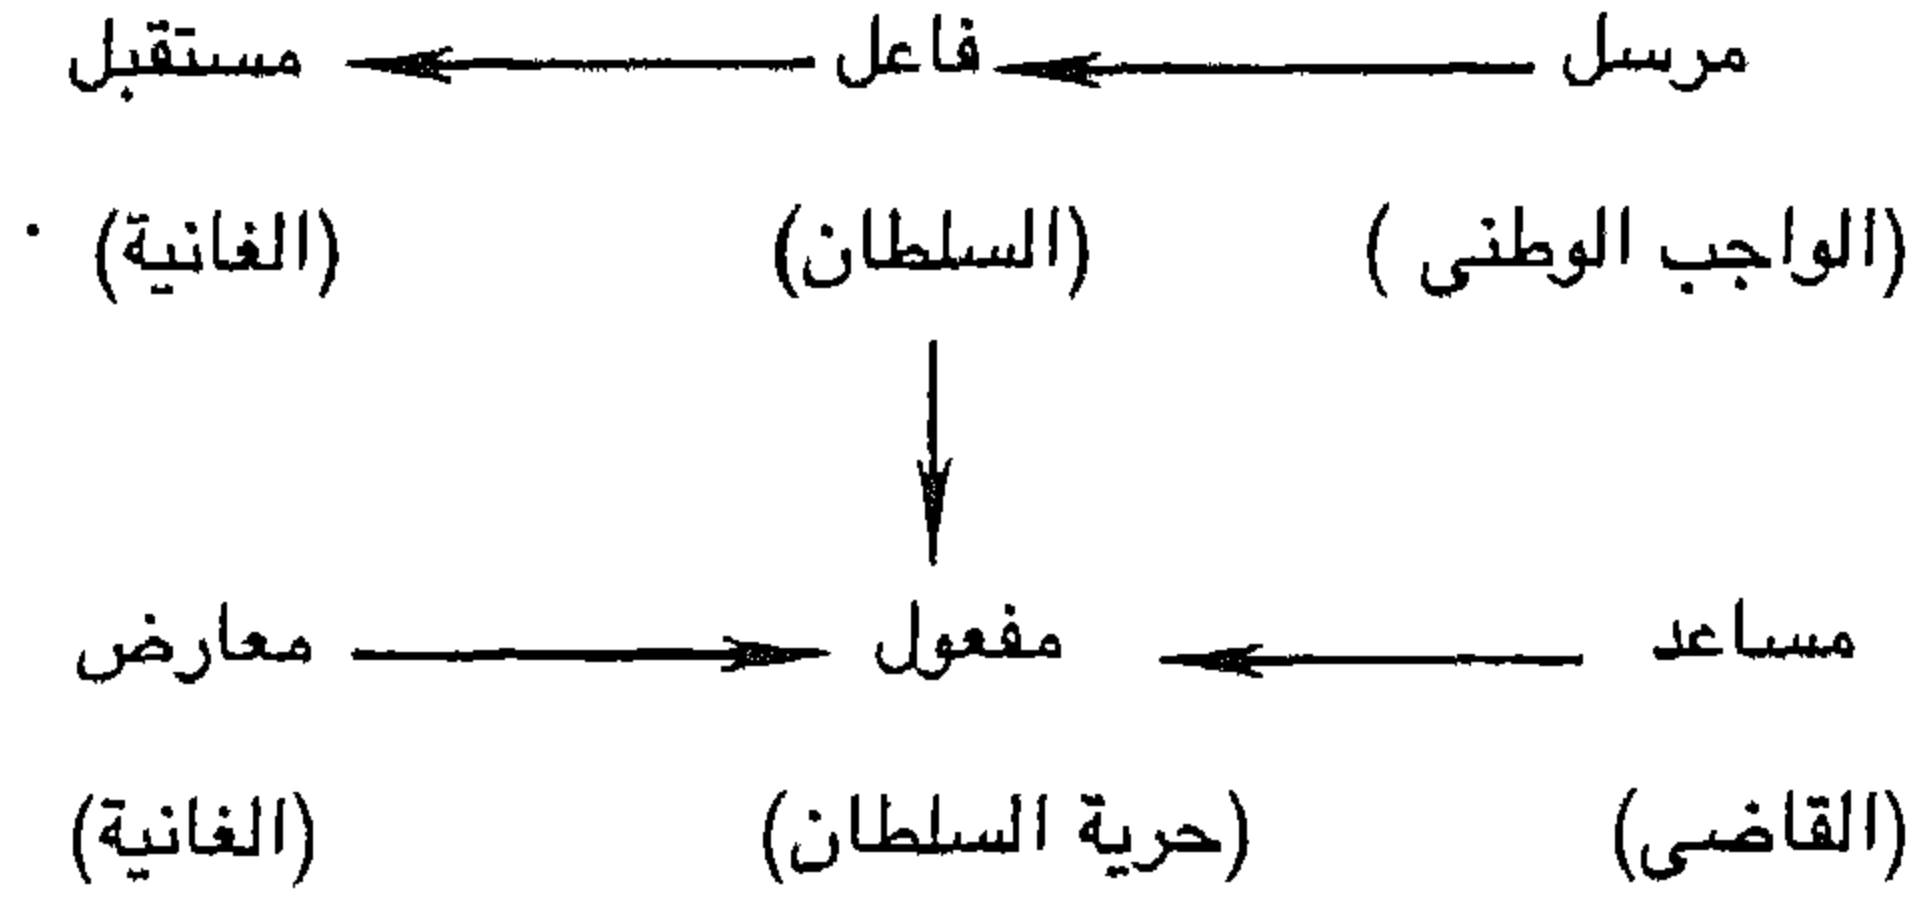 مرسل فاعل مستقبل
(الواجب الوطنى ) (السلطان) (الغانية)
مساعد مفعول معارض
(القاضى) (حرية السلطان) (الغانية)